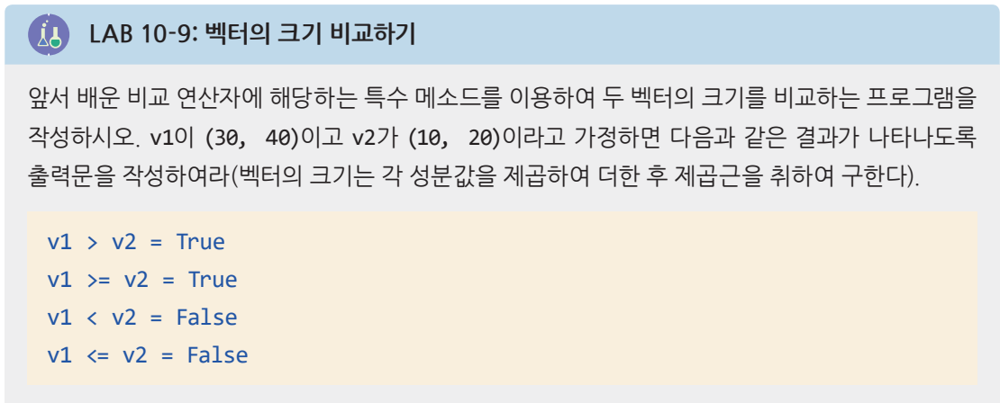 LAB 10-9: 벡터의 크기 비교하기
앞서 배운 비교 연산자에 해당하는 특수 메소드를 이용하여 두 벡터의 크기를 비교하는 프로그램을
작성하시오. v1이 (30, 40)이고 v2가 (10, 20)이라고 가정하면 다음과 같은 결과가 나타나도록
출력문을 작성하여라(벡터의 크기는 각 성분값을 제곱하여 더한 후 제곱근을 취하여 구한다).
v1 > v2 = True
v1 >= v2 = True
v1 < v2 = False
v1 <= v2 = False